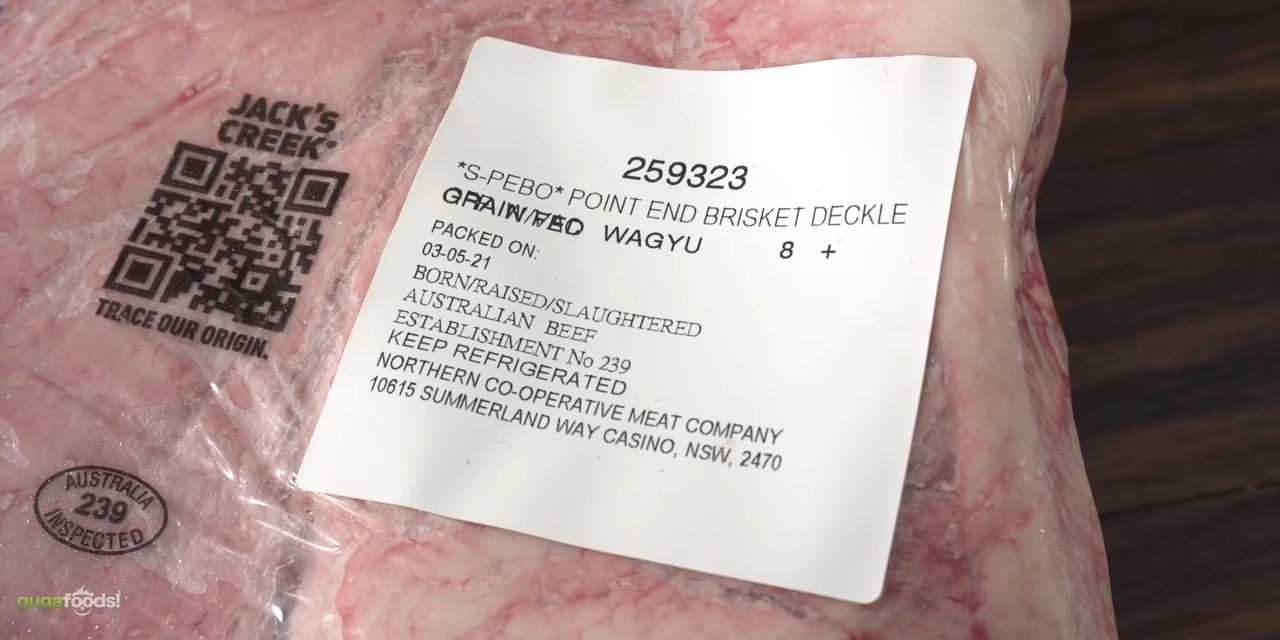 JACK'S
CREEK®
TRACE OUR ORIGIN.
259323
*S-PEBO* POINT END BRISKET DECKLE
GRAIN FED WAGYU 8 +
PACKED ON:
03-05-21
BORN/RAISED/SLAUGHTERED
AUSTRALIAN BEEF
ESTABLISHMENT No 239
KEEP REFRIGERATED
NORTHERN CO-OPERATIVE MEAT COMPANY
10615 SUMMERLAND WAY CASINO, NSW, 2470
AUSTRALIA
239
INSPECTED
gugafoods!